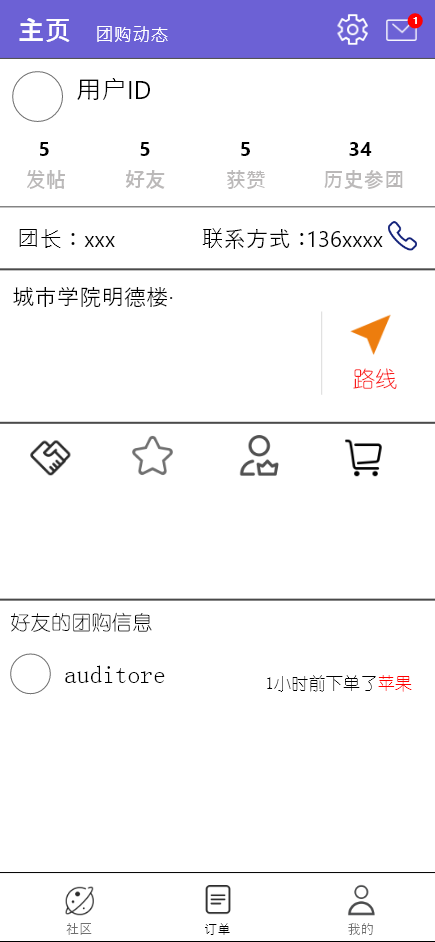 主页 团购动态 1
用户ID
5 5 5 34
发帖 好友 获赞 历史参团
团长：xxx 联系方式：136xxxx
城市学院明德楼·
路线
好友的团购信息
auditore 1小时前下单了苹果
社区 订单 我的